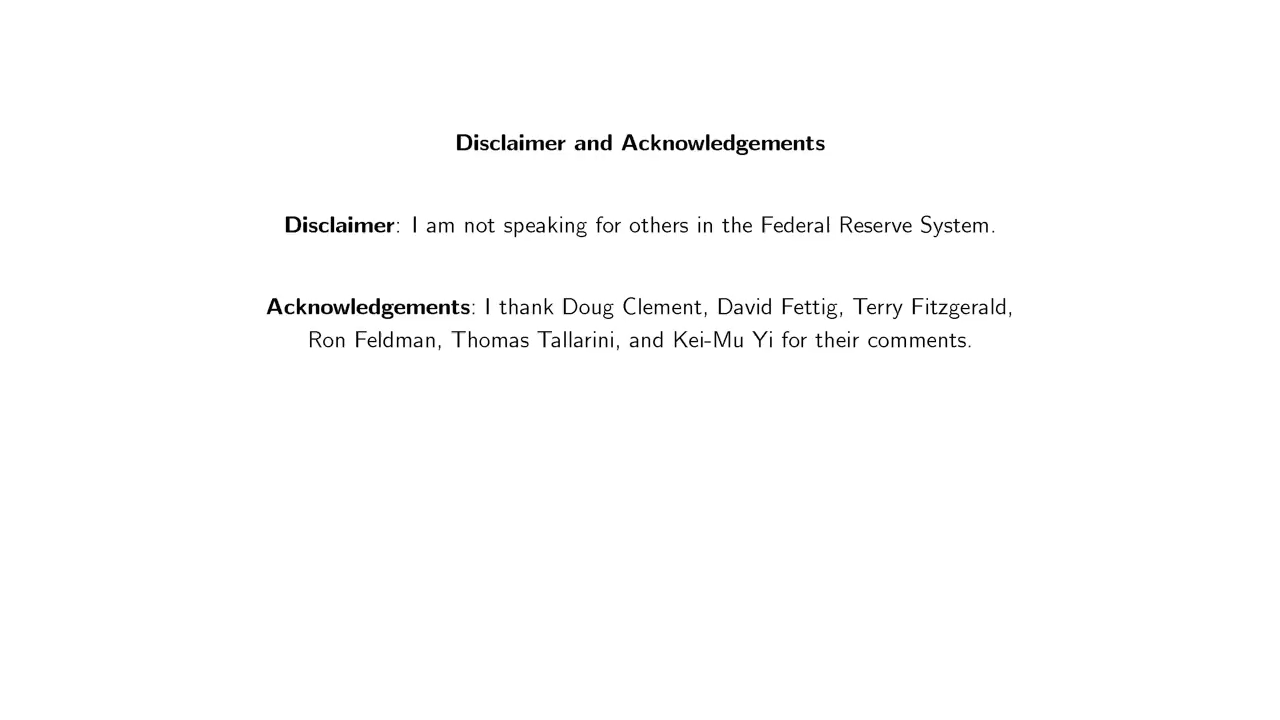 Disclaimer and Acknowledgements
Disclaimer: I am not speaking for others in the Federal Reserve System.
Acknowledgements: I thank Doug Clement, David Fettig, Terry Fitzgerald,
Ron Feldman, Thomas Tallarini, and Kei-Mu Yi for their comments.